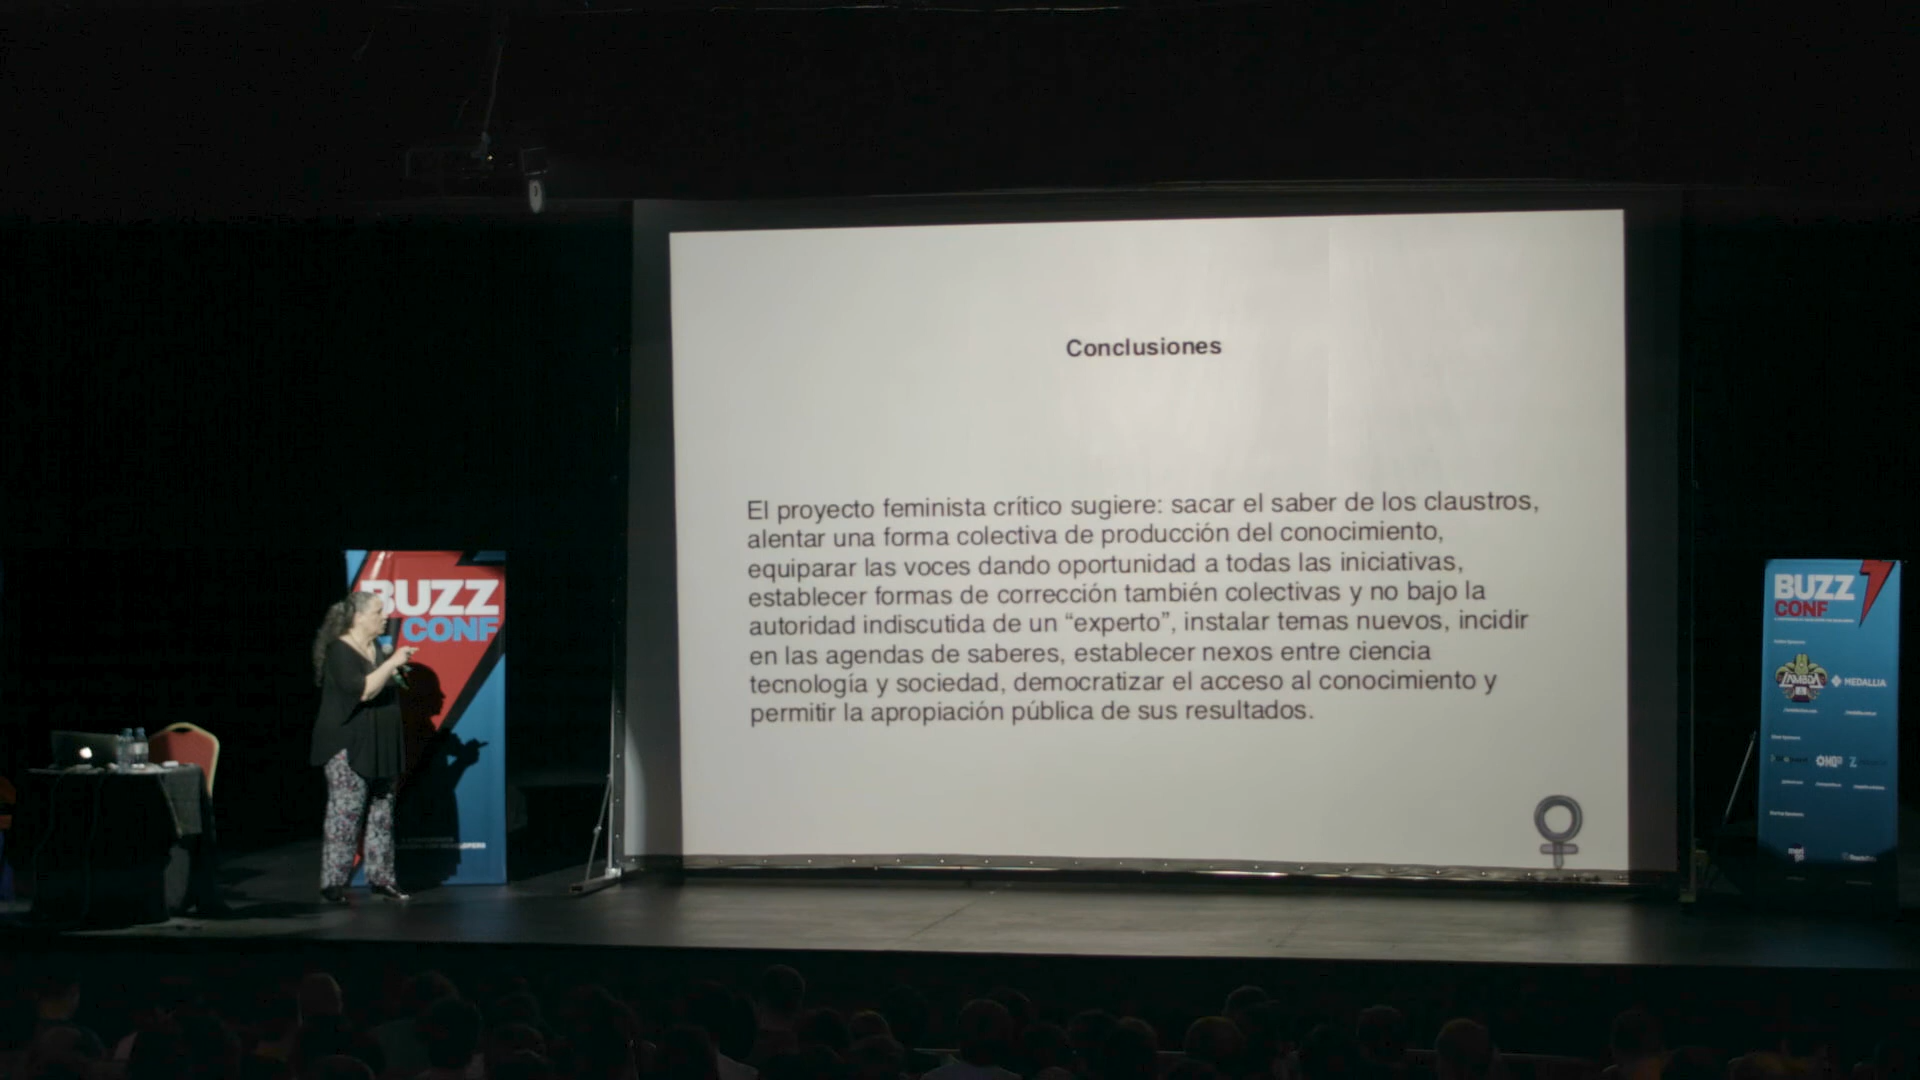 Conclusiones
El proyecto feminista crítico sugiere: sacar el saber de los claustros,
alentar una forma colectiva de producción del conocimiento,
equiparar las voces dando oportunidad a todas las iniciativas,
establecer formas de corrección también colectivas y no bajo la
autoridad indiscutida de un “experto”, instalar temas nuevos, incidir
en las agendas de saberes, establecer nexos entre ciencia
tecnología y sociedad, democratizar el acceso al conocimiento y
permitir la apropiación pública de sus resultados.
BUZZ
CONF
BUZZ
CONF
LAMBDA
MEDALLIA